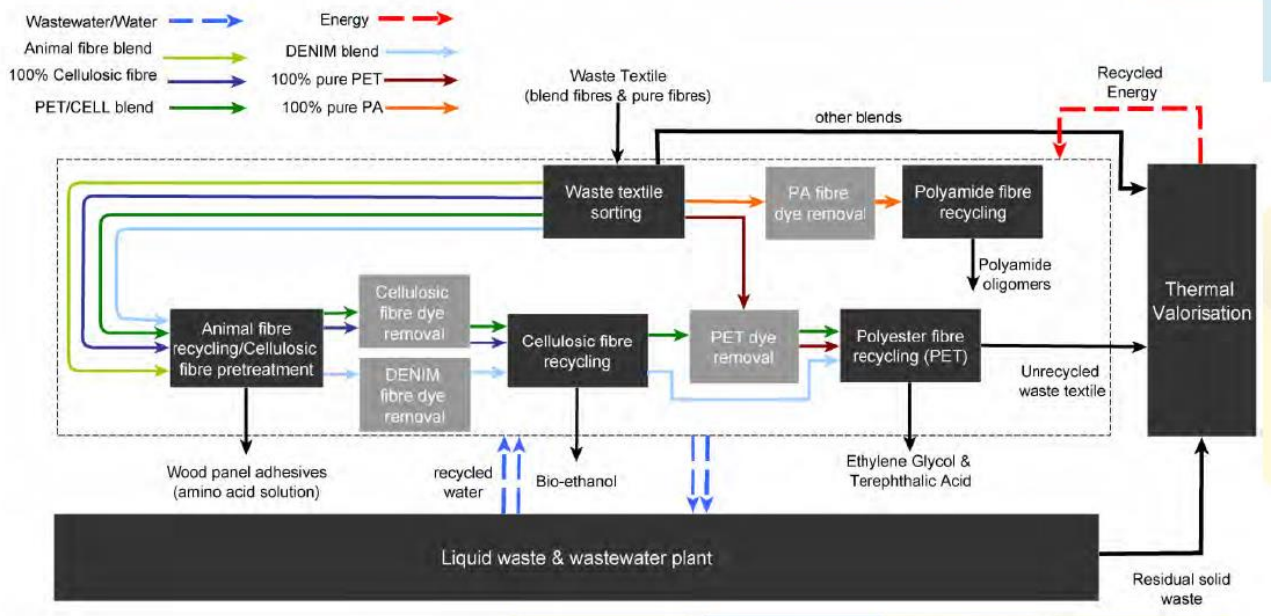 Wastewater/Water
Energy
Animal fibre blend
DENIM blend
100% Cellulosic fibre
100% pure PET
PET/CELL blend
100% pure PA
Waste Textile
(blend fibres & pure fibres)
Recycled
Energy
other blends
Waste textile
sorting
PA fibre
dye removal
Polyamide fibre
recycling
Polyamide
oligomers
Thermal
Valorisation
Animal fibre
recycling/Cellulosic
fibre pretreatment
Cellulosic
fibre dye
removal
DENIM
fibre dye
removal
Cellulosic fibre
recycling
PET dye
removal
Polyester fibre
recycling (PET)
Unrecycled
waste textile
Wood panel adhesives
(amino acid solution)
recycled
water
Bio-ethanol
Ethylene Glycol &
Terephthalic Acid
Liquid waste & wastewater plant
Residual solid
waste